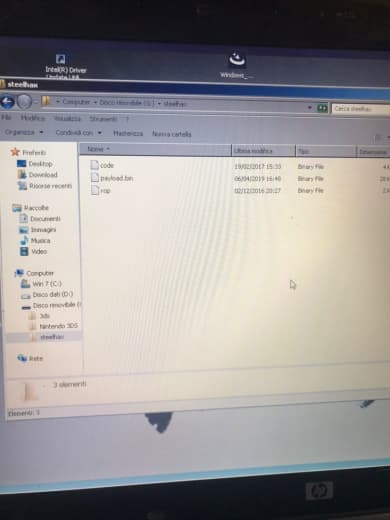 Intel(R) Driver
Update Util
Windows_...
steelhax
Computer
Disco rimovibile (G:)
steelhax
Cerca steelhax
File
Modifica
Visualizza
Strumenti
?
Organizza
Condividi con
Masterizza
Nuova cartella
Preferiti
Desktop
Download
Risorse recenti
Raccolte
Documenti
Immagini
Musica
Video
Computer
Win 7 (C:)
Disco dati (D:)
Disco rimovibile (
3ds
Nintendo 3DS
steelhax
Rete
Nome
Ultima modifica
Tipo
Dimensione
code
19/02/2017 15:33
Binary File
payload.bin
06/04/2019 16:40
Binary File
rop
02/12/2016 20:27
Binary File
3 elementi
Elementi: 3
hp